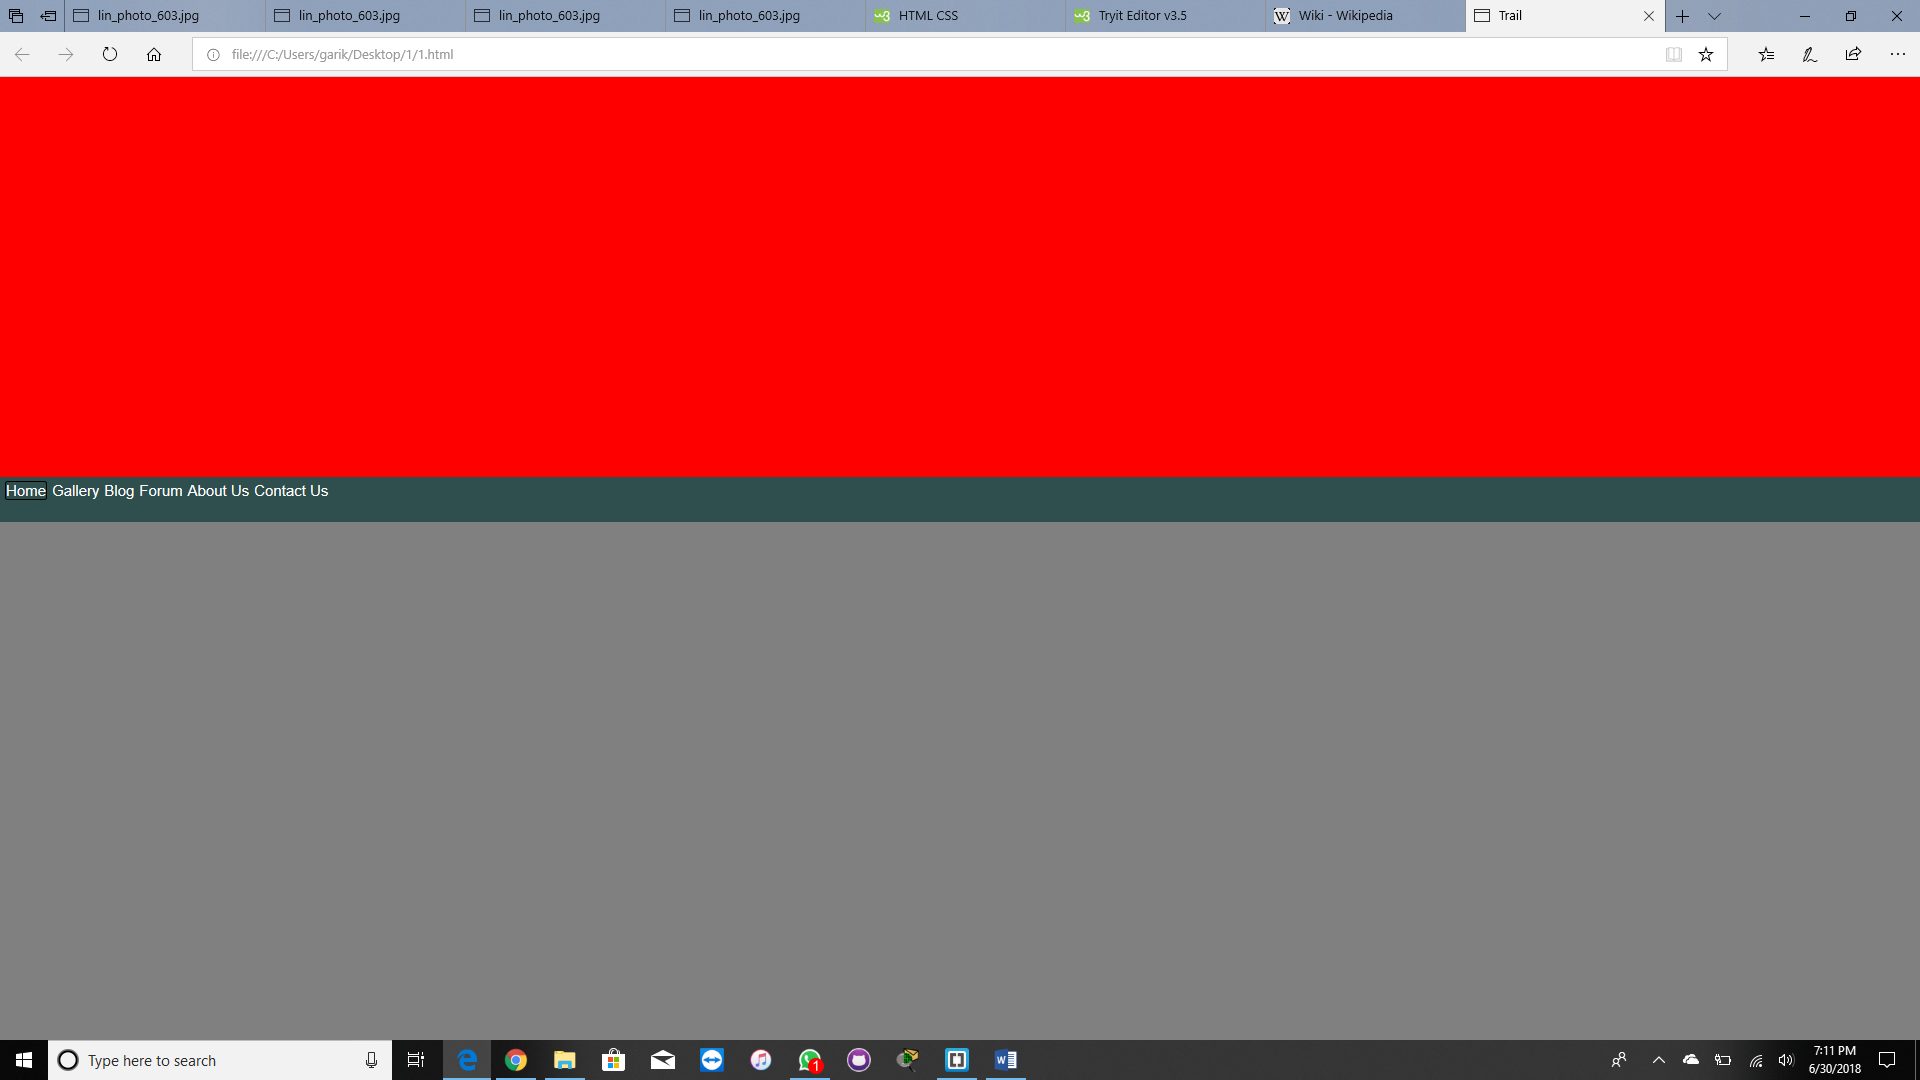 lin_photo_603.jpg lin_photo_603.jpg lin_photo_603.jpg lin_photo_603.jpg HTML CSS Tryit Editor v3.5 Wiki - Wikipedia Trail
file:///C:/Users/garik/Desktop/1/1.html
Home Gallery Blog Forum About Us Contact Us
Type here to search
1
7:11 PM
6/30/2018